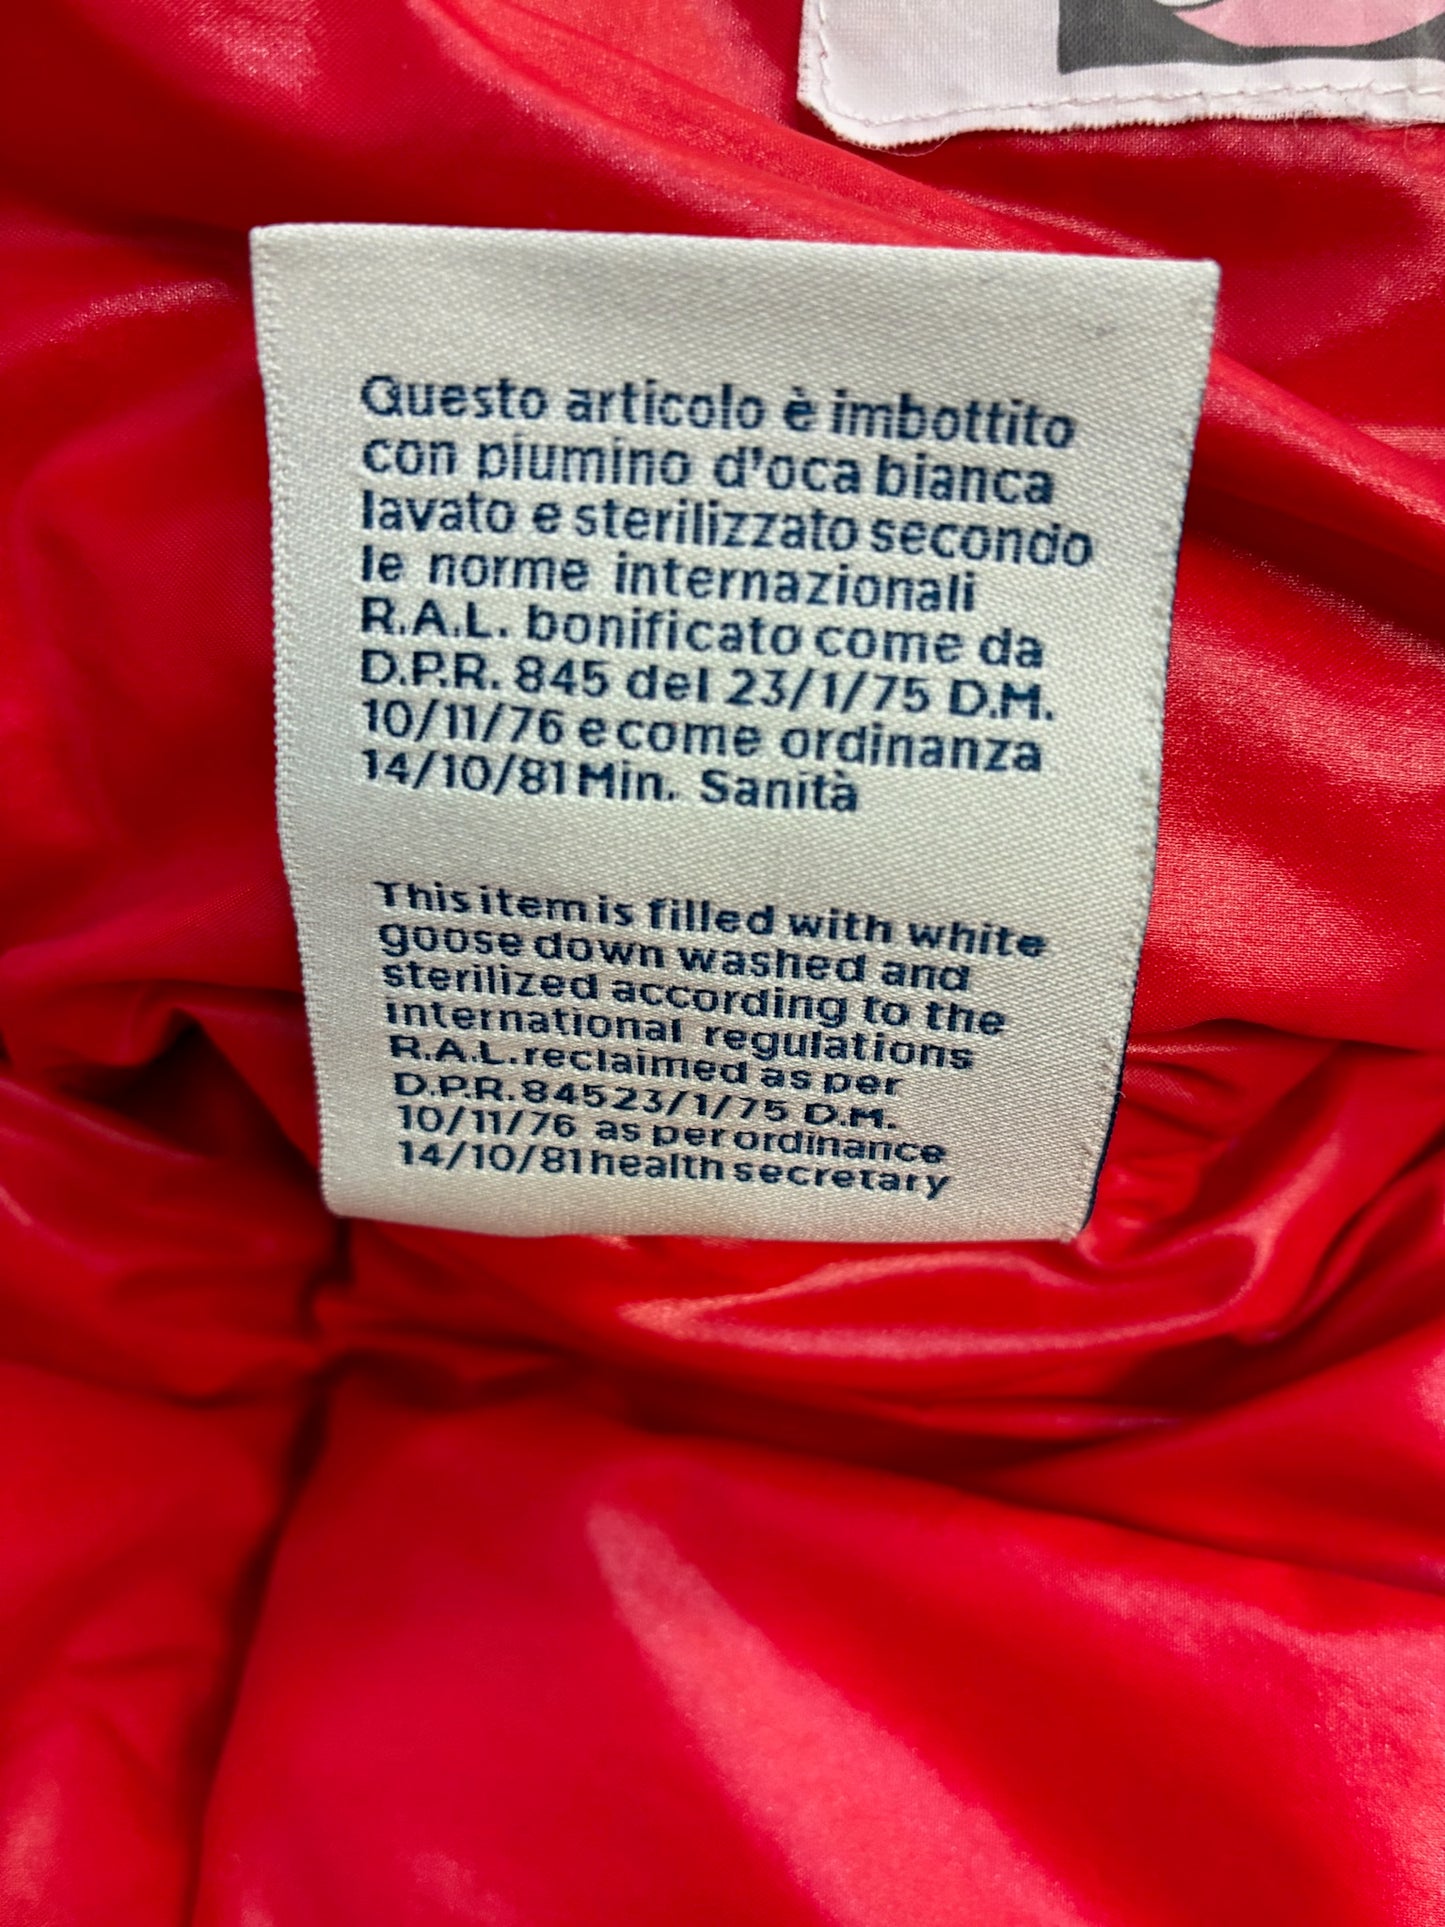 Questo articolo è imbottito
con piumino d'oca bianca
lavato e sterilizzato secondo
le norme internazionali
R.A.L. bonificato come da
D.P.R. 845 del 23/1/75 D.M.
10/11/76 e come ordinanza
14/10/81 Min. Sanità
This item is filled with white
goose down washed and
sterilized according to the
international regulations
R.A.L. reclaimed as per
D.P.R. 845 23/1/75 D.M.
10/11/76 as per ordinance
14/10/81 health secretary